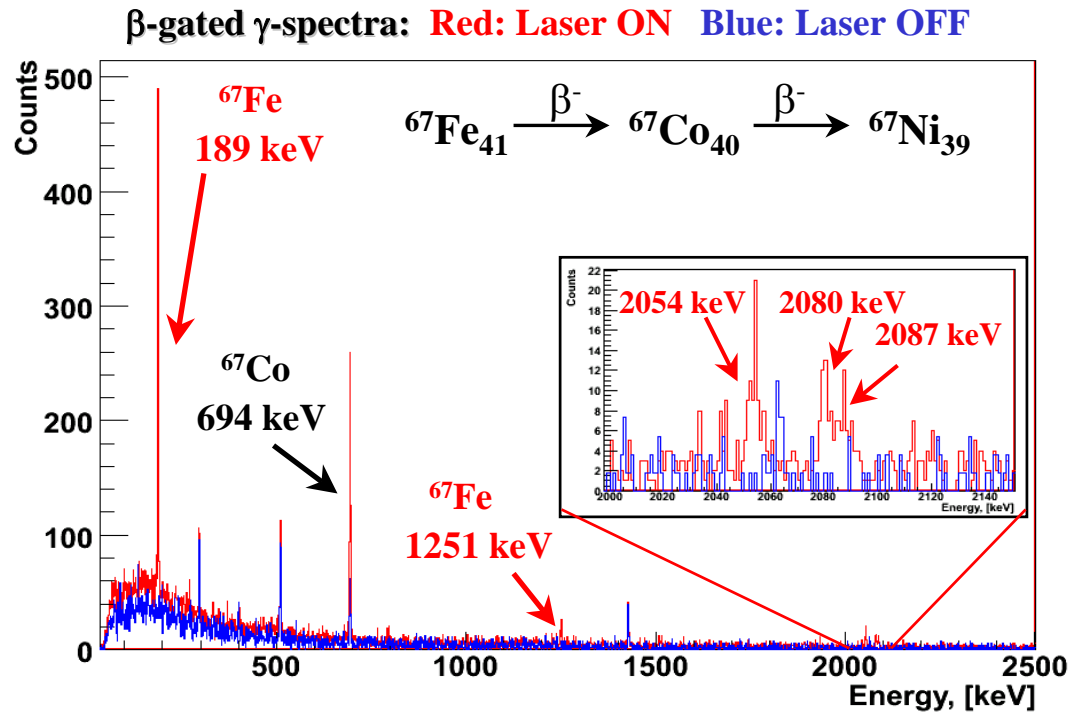 β-gated γ-spectra: Red: Laser ON Blue: Laser OFF
Counts
500
400
300
200
100
0
⁶⁷Fe
189 keV
⁶⁷Fe₄₁ β⁻ ⁶⁷Co₄₀ β⁻ ⁶⁷Ni₃₉
⁶⁷Co
694 keV
⁶⁷Fe
1251 keV
Counts
22
20
18
16
14
12
10
8
6
4
2
0
2054 keV
2080 keV
2087 keV
2000 2020 2040 2060 2080 2100 2120 2140
Energy, [keV]
500 1000 1500 2000 2500
Energy, [keV]